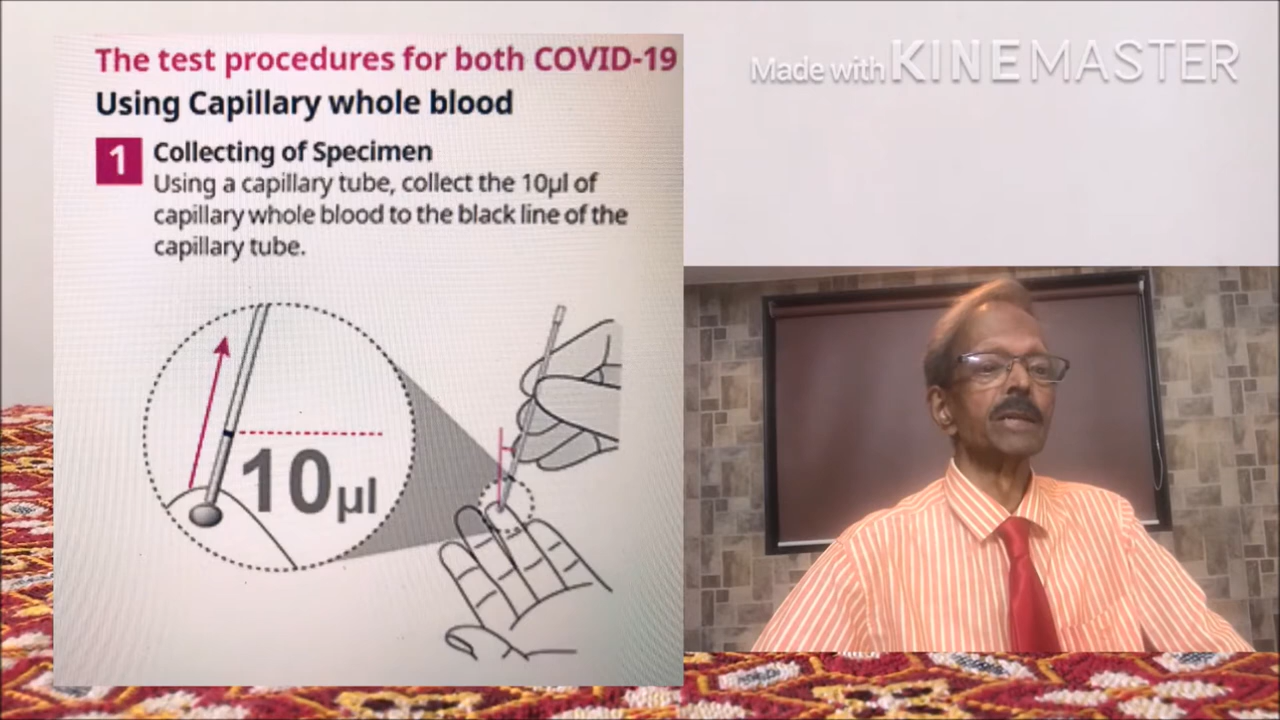 The test procedures for both COVID-19
Using Capillary whole blood
1 Collecting of Specimen
Using a capillary tube, collect the 10µl of
capillary whole blood to the black line of the
capillary tube.
10µl
Made with KINEMASTER